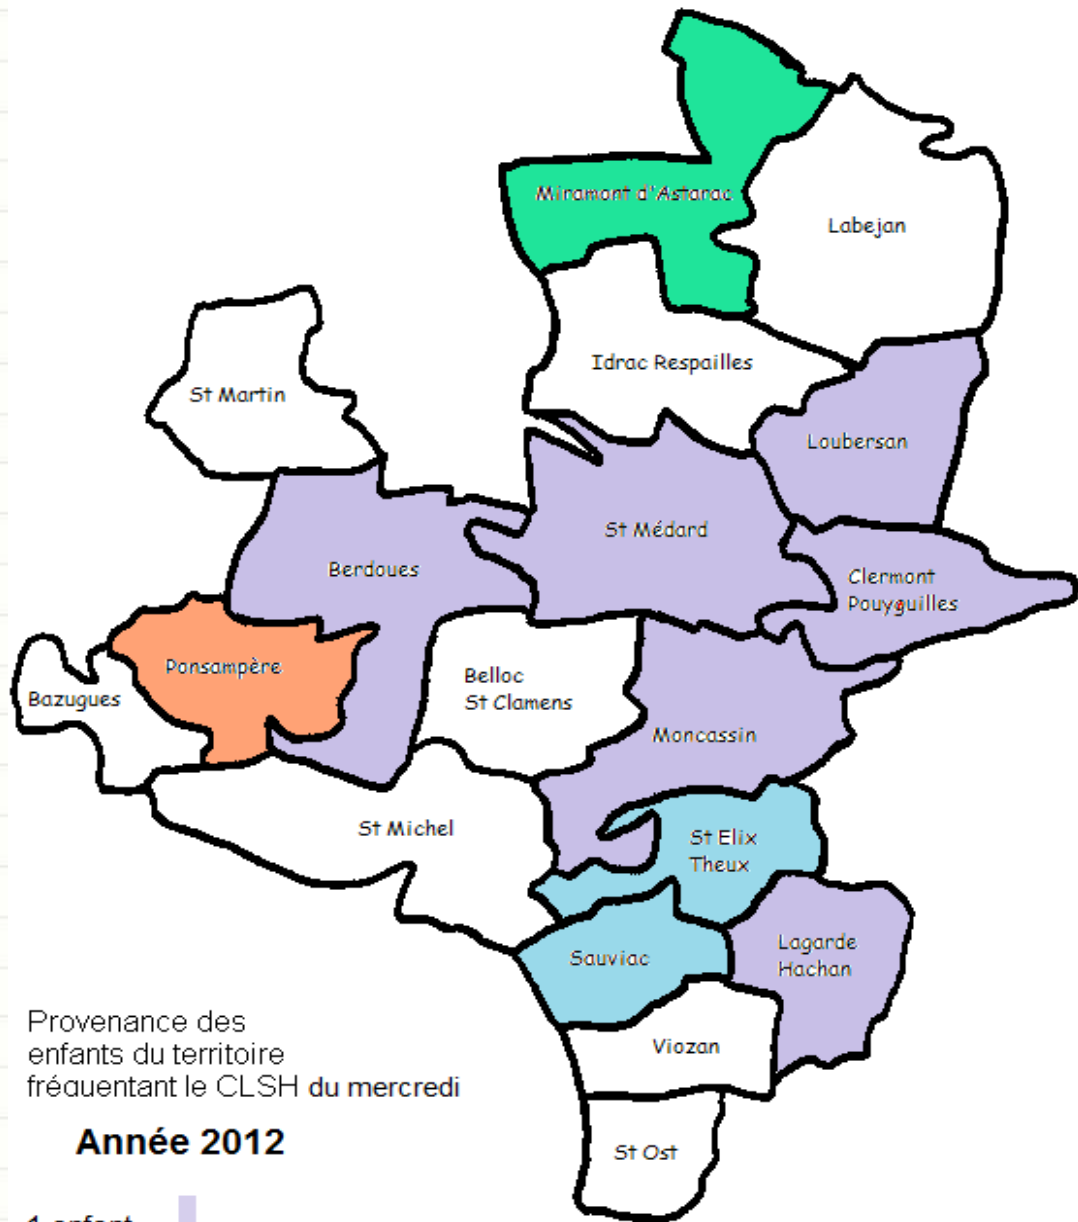 Miramont d'Astarac
Labejan
Idrac Respailles
St Martin
Loubersan
St Médard
Berdoues
Clermont
Pouyguilles
Ponsampère
Belloc
St Clamens
Bazugues
Moncassin
St Michel
St Elix
Theux
Lagarde
Hachan
Sauviac
Viozan
St Ost
Provenance des
enfants du territoire
fréquentant le CLSH du mercredi
Année 2012
1 enfant